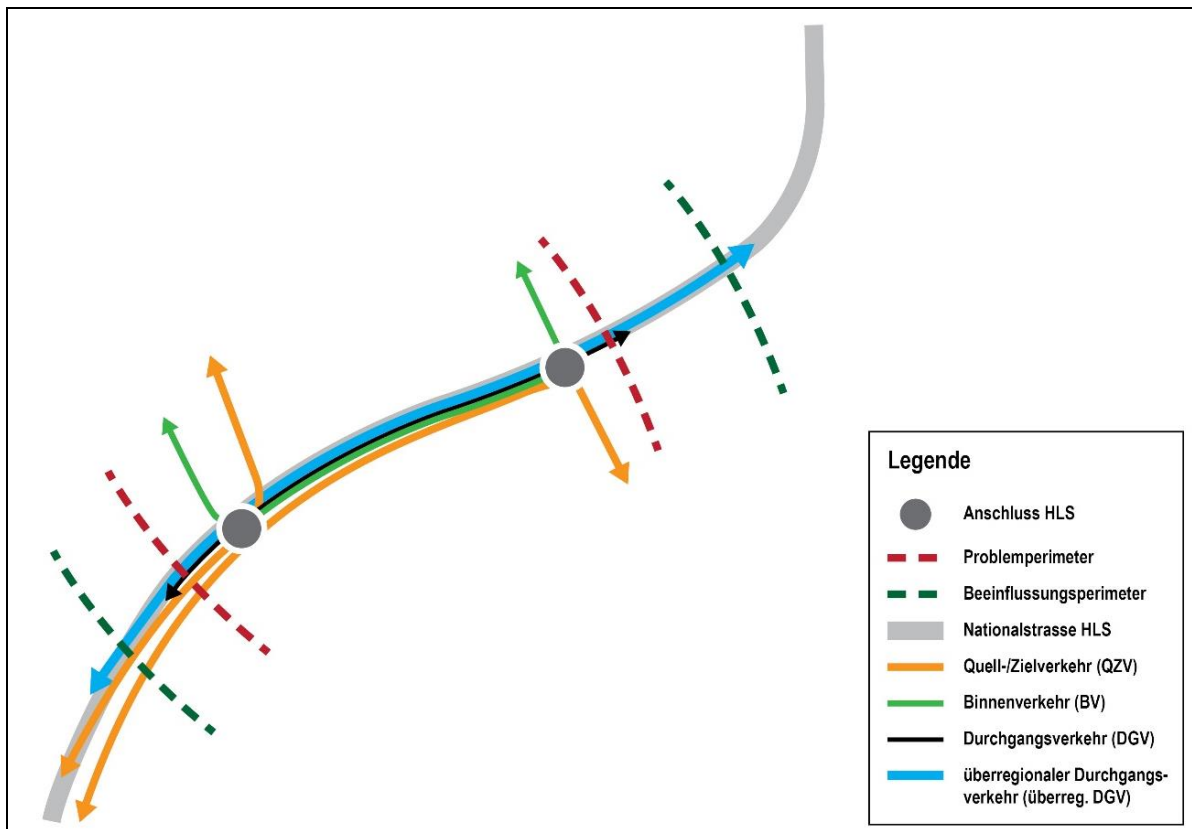 Legende
Anschluss HLS
Problemperimeter
Beeinflussungsperimeter
Nationalstrasse HLS
Quell-/Zielverkehr (QZV)
Binnenverkehr (BV)
Durchgangsverkehr (DGV)
überregionaler Durchgangs-
verkehr (überreg. DGV)